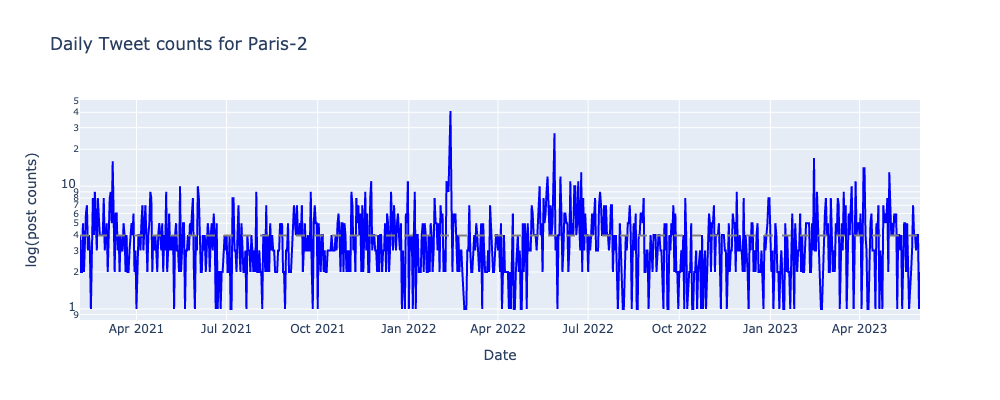 Daily Tweet counts for Paris-2
log(post counts)
5
4
3
2
10
9
8
7
6
5
4
3
2
1
9
Apr 2021
Jul 2021
Oct 2021
Jan 2022
Apr 2022
Jul 2022
Oct 2022
Jan 2023
Apr 2023
Date